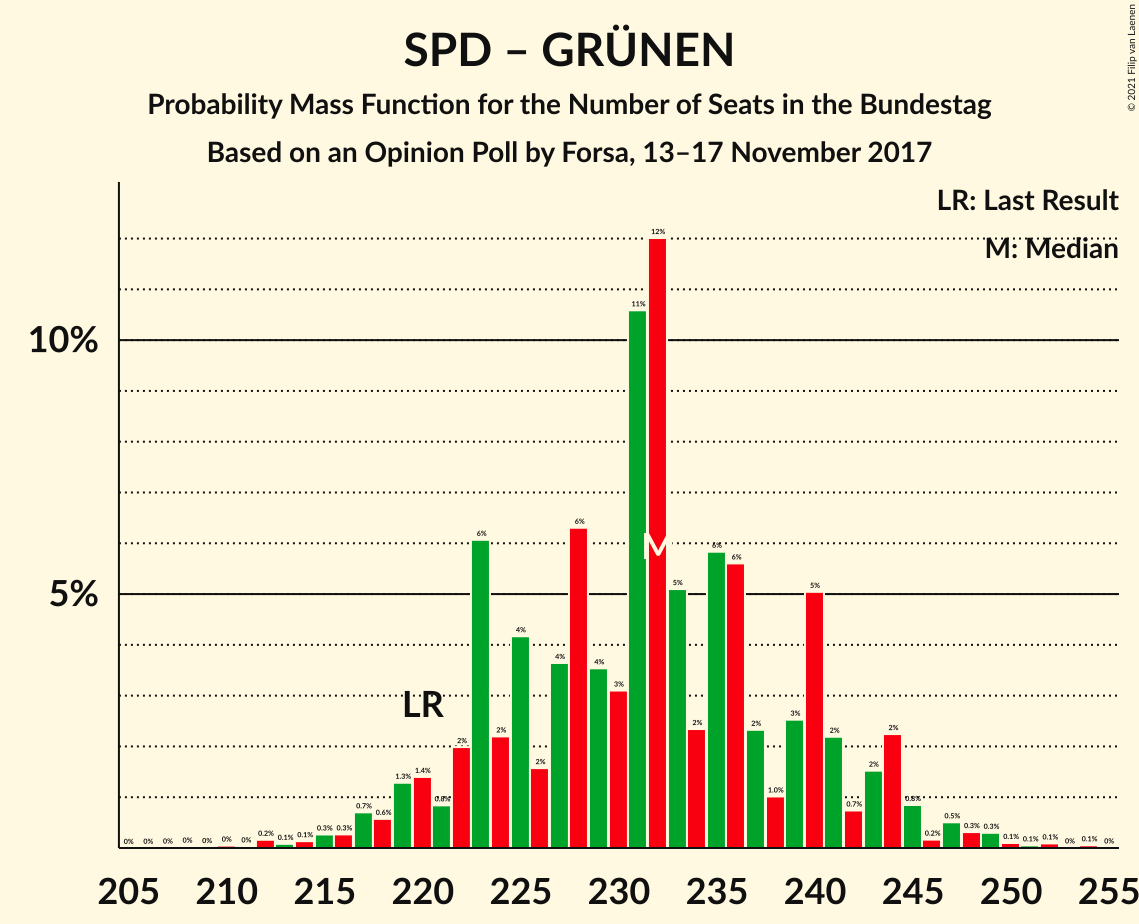 © 2021 Filip van Laenen
SPD – GRÜNEN
Probability Mass Function for the Number of Seats in the Bundestag
Based on an Opinion Poll by Forsa, 13–17 November 2017
LR: Last Result
M: Median
10%
5%
LR
M
0% 0% 0% 0% 0% 0% 0% 0.2% 0.1% 0.1% 0.3% 0.3% 0.7% 0.6% 1.3% 1.4% 0.8% 2% 6% 2% 4% 2% 4% 6% 4% 3% 11% 12% 5% 2% 6% 6% 2% 1.0% 3% 5% 2% 0.7% 2% 2% 0.8% 0.2% 0.5% 0.3% 0.3% 0.1% 0.1% 0.1% 0% 0.1% 0%
205 210 215 220 225 230 235 240 245 250 255